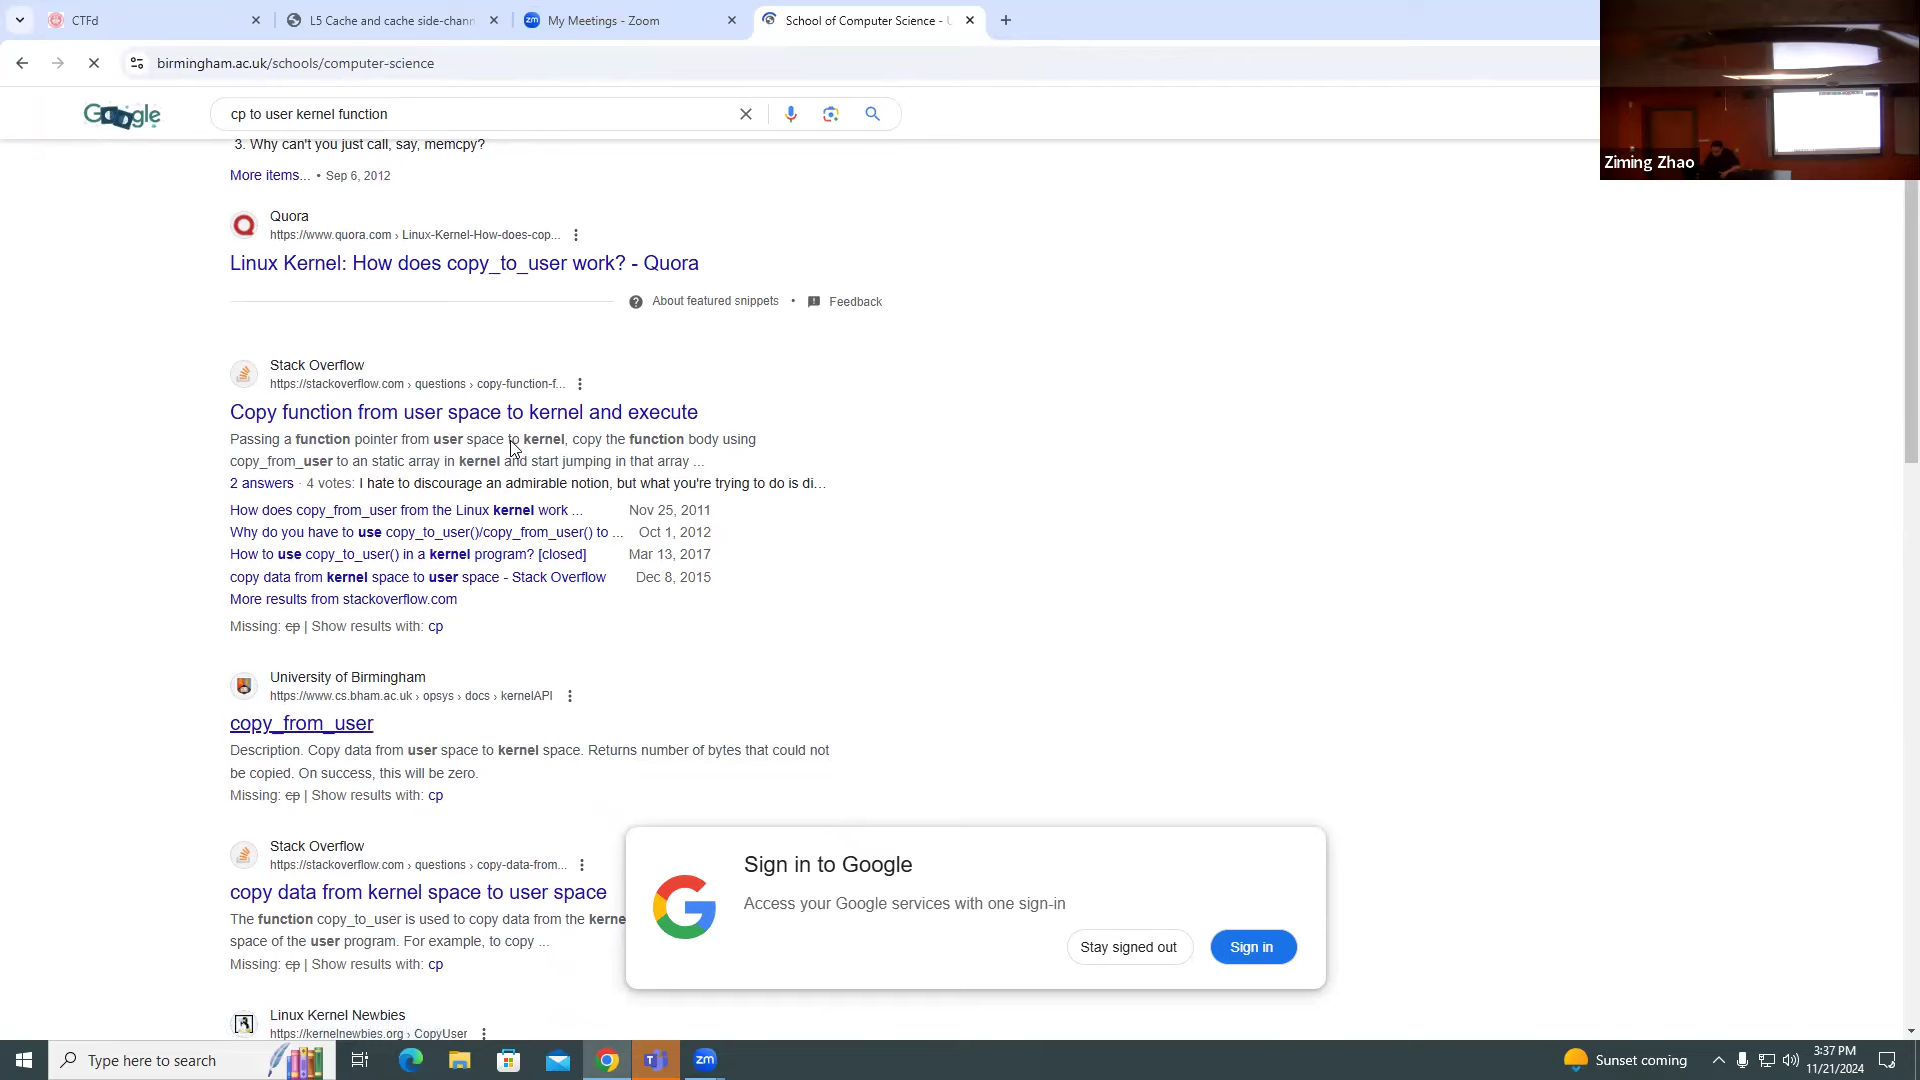 CTFd
L5 Cache and cache side-chann
My Meetings - Zoom
School of Computer Science - U
birmingham.ac.uk/schools/computer-science
Google
cp to user kernel function
3. Why can't you just call, say, memcpy?
More items... • Sep 6, 2012
Quora
https://www.quora.com › Linux-Kernel-How-does-cop...
Linux Kernel: How does copy_to_user work? - Quora
About featured snippets • Feedback
Stack Overflow
https://stackoverflow.com › questions › copy-function-f...
Copy function from user space to kernel and execute
Passing a function pointer from user space to kernel, copy the function body using
copy_from_user to an static array in kernel and start jumping in that array ...
2 answers · 4 votes: I hate to discourage an admirable notion, but what you're trying to do is di...
How does copy_from_user from the Linux kernel work ... Nov 25, 2011
Why do you have to use copy_to_user()/copy_from_user() to ... Oct 1, 2012
How to use copy_to_user() in a kernel program? [closed] Mar 13, 2017
copy data from kernel space to user space - Stack Overflow Dec 8, 2015
More results from stackoverflow.com
Missing: cp | Show results with: cp
University of Birmingham
https://www.cs.bham.ac.uk › opsys › docs › kernelAPI
copy_from_user
Description. Copy data from user space to kernel space. Returns number of bytes that could not
be copied. On success, this will be zero.
Missing: cp | Show results with: cp
Stack Overflow
https://stackoverflow.com › questions › copy-data-from...
copy data from kernel space to user space
The function copy_to_user is used to copy data from the kerne
space of the user program. For example, to copy ...
Missing: cp | Show results with: cp
Linux Kernel Newbies
https://kernelnewbies.org › CopyUser
Sign in to Google
Access your Google services with one sign-in
Stay signed out
Sign in
Ziming Zhao
Type here to search
Sunset coming
3:37 PM
11/21/2024